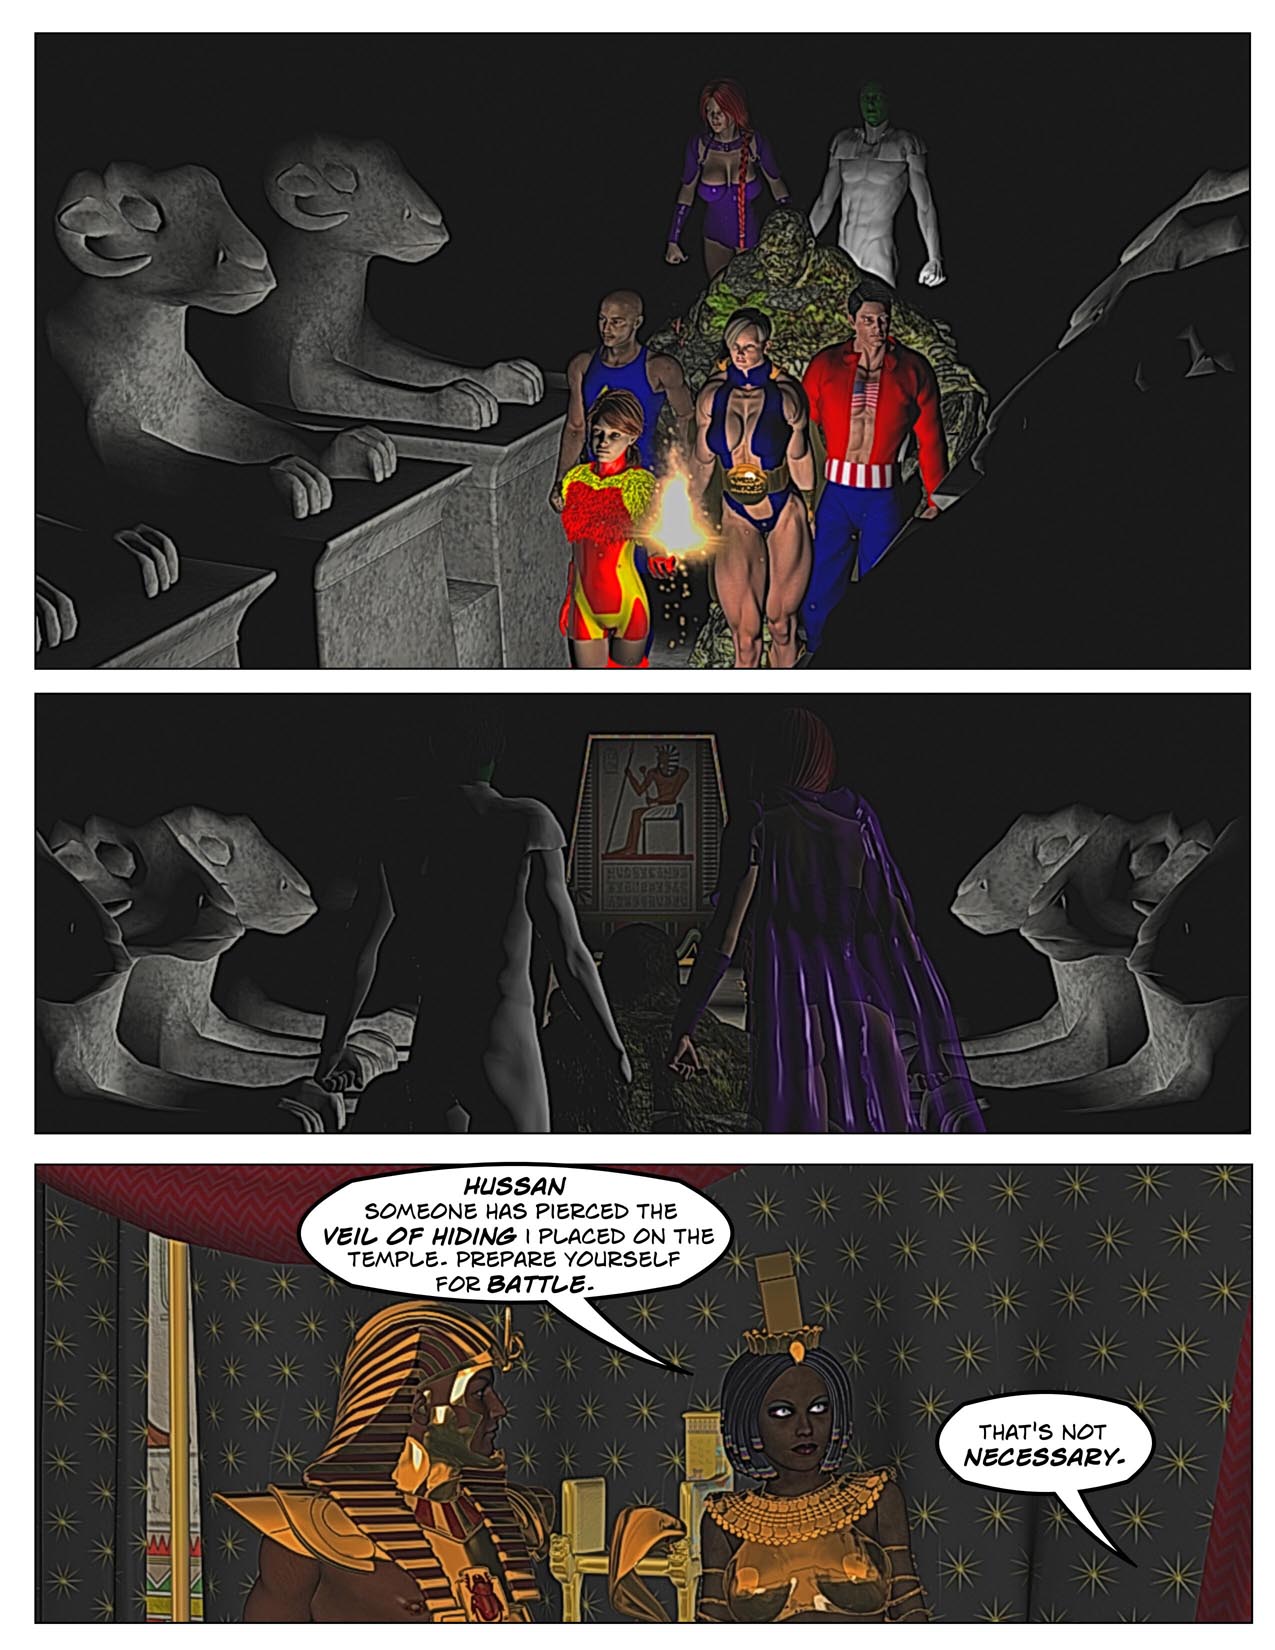 HUSSAN
SOMEONE HAS PIERCED THE
VEIL OF HIDING I PLACED ON THE
TEMPLE. PREPARE YOURSELF
FOR BATTLE.
THAT'S NOT
NECESSARY.